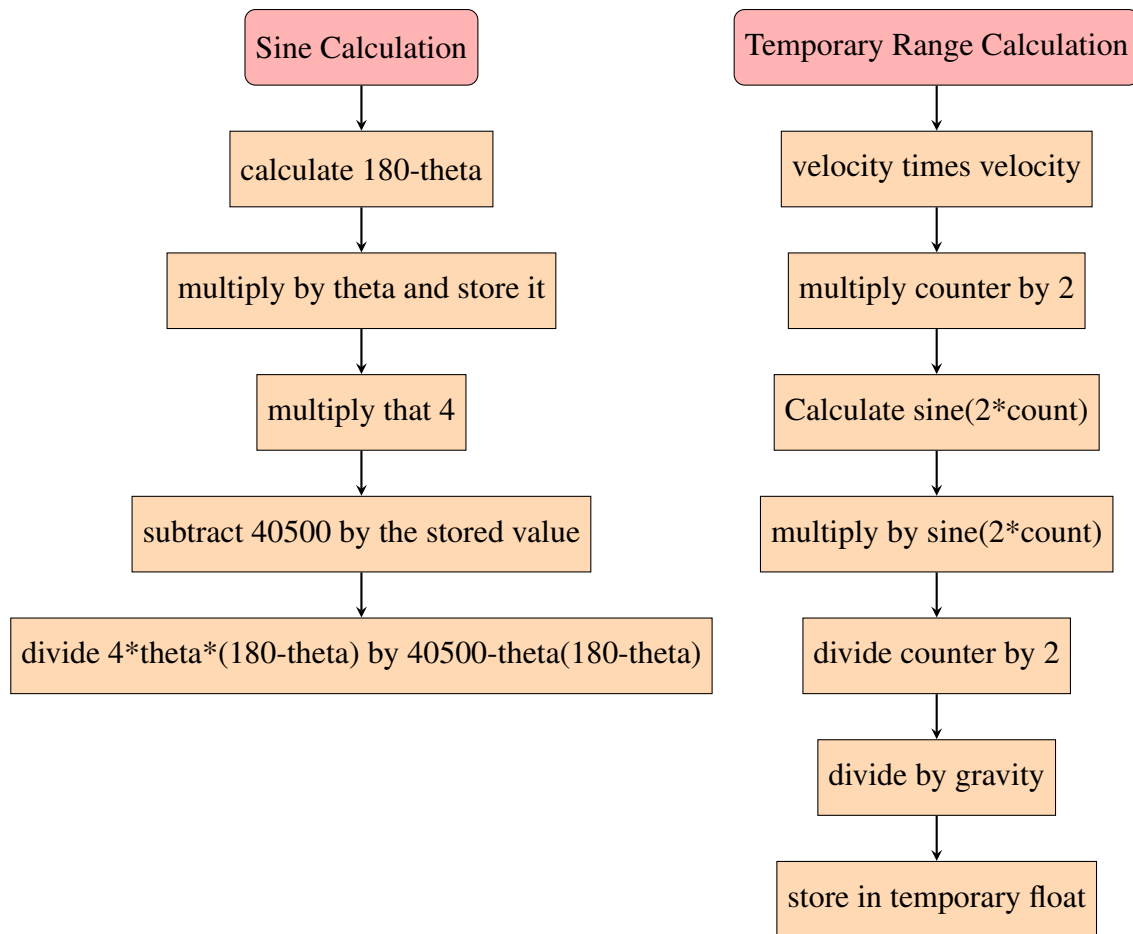 Sine Calculation
calculate 180-theta
multiply by theta and store it
multiply that 4
subtract 40500 by the stored value
divide 4*theta*(180-theta) by 40500-theta(180-theta)
Temporary Range Calculation
velocity times velocity
multiply counter by 2
Calculate sine(2*count)
multiply by sine(2*count)
divide counter by 2
divide by gravity
store in temporary float